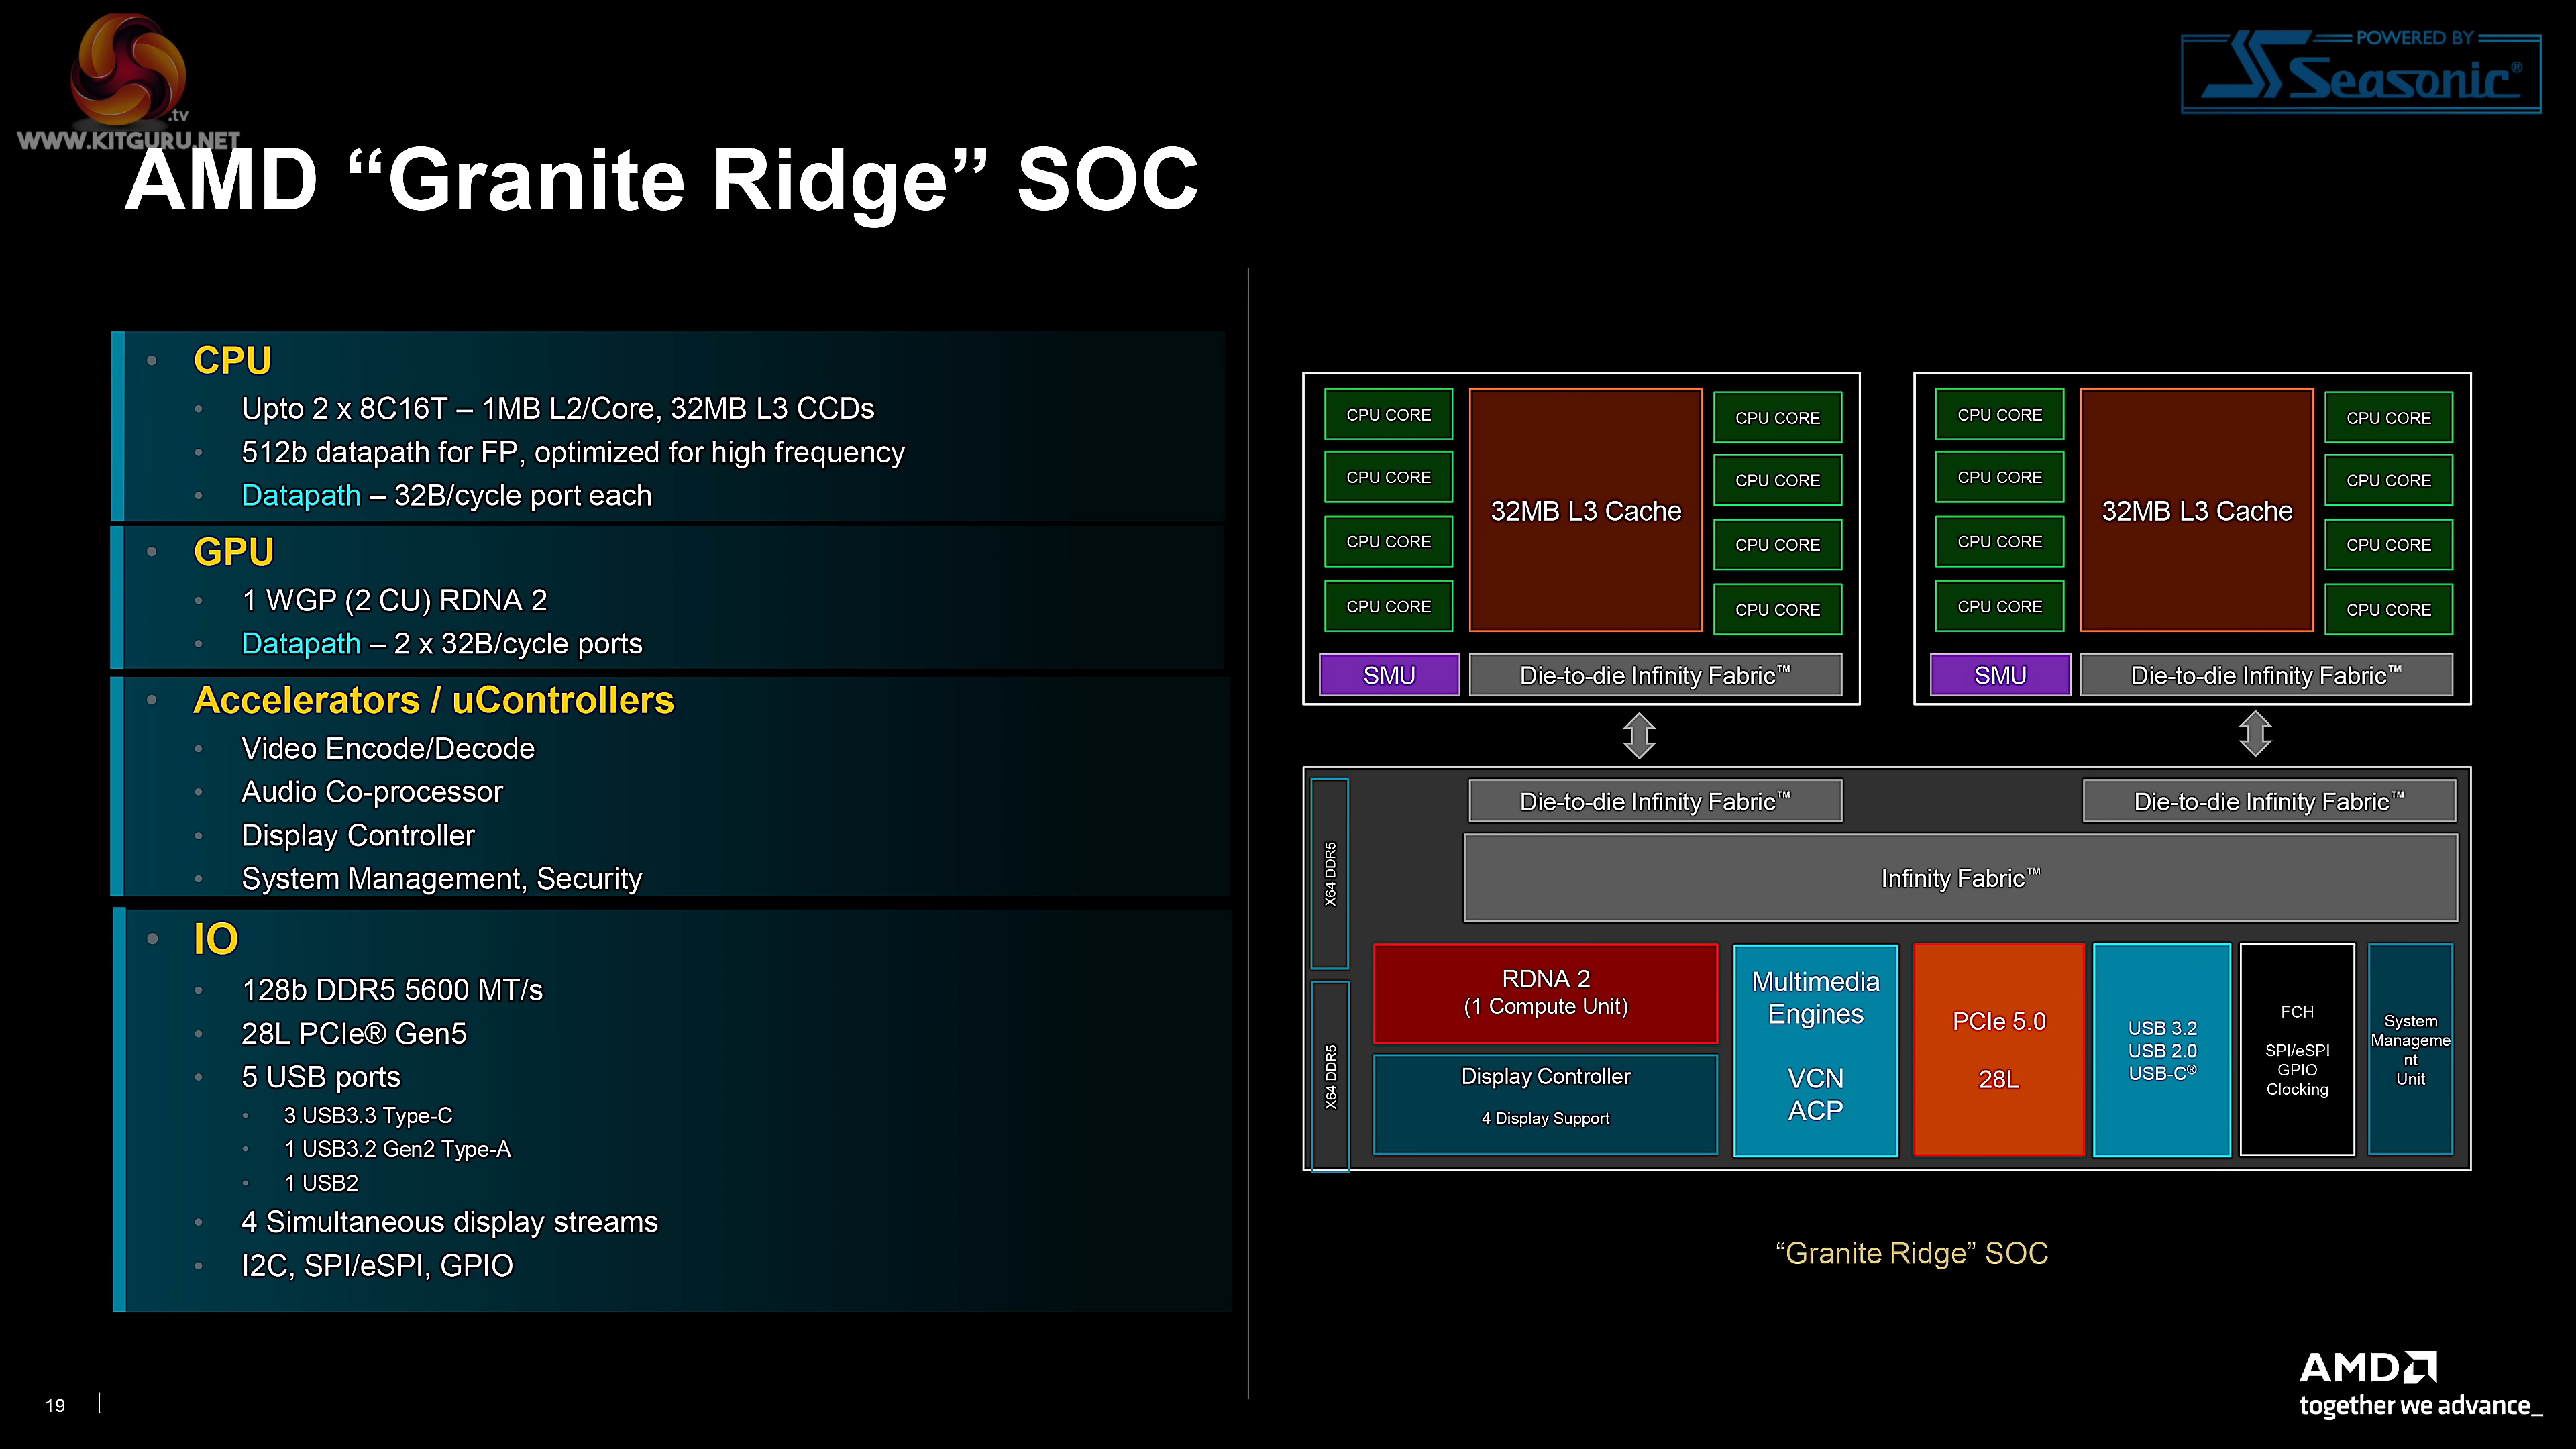 .tv
WWW.KITGURU.NET
POWERED BY
Seasonic®
AMD “Granite Ridge” SOC
• CPU
• Upto 2 x 8C16T – 1MB L2/Core, 32MB L3 CCDs
• 512b datapath for FP, optimized for high frequency
• Datapath – 32B/cycle port each
• GPU
• 1 WGP (2 CU) RDNA 2
• Datapath – 2 x 32B/cycle ports
• Accelerators / uControllers
• Video Encode/Decode
• Audio Co-processor
• Display Controller
• System Management, Security
• IO
• 128b DDR5 5600 MT/s
• 28L PCIe® Gen5
• 5 USB ports
• 3 USB3.3 Type-C
• 1 USB3.2 Gen2 Type-A
• 1 USB2
• 4 Simultaneous display streams
• I2C, SPI/eSPI, GPIO
CPU CORE
CPU CORE
CPU CORE
CPU CORE
32MB L3 Cache
CPU CORE
CPU CORE
CPU CORE
CPU CORE
SMU
Die-to-die Infinity Fabric™
CPU CORE
CPU CORE
CPU CORE
CPU CORE
32MB L3 Cache
CPU CORE
CPU CORE
CPU CORE
CPU CORE
SMU
Die-to-die Infinity Fabric™
X64 DDR5
X64 DDR5
Die-to-die Infinity Fabric™
Die-to-die Infinity Fabric™
Infinity Fabric™
RDNA 2
(1 Compute Unit)
Display Controller
4 Display Support
Multimedia
Engines
VCN
ACP
PCIe 5.0
28L
USB 3.2
USB 2.0
USB-C®
FCH
SPI/eSPI
GPIO
Clocking
System
Manageme
nt
Unit
“Granite Ridge” SOC
19
AMD
together we advance_